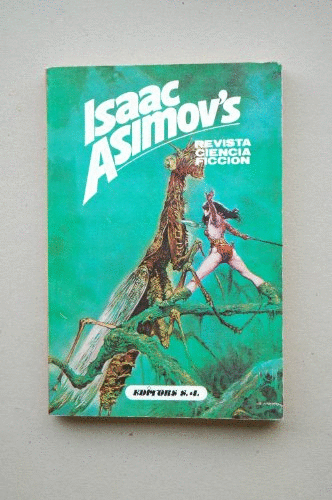 Isaac
Asimov's
REVISTA
CIENCIA
FICCION
EDITORS S.A.